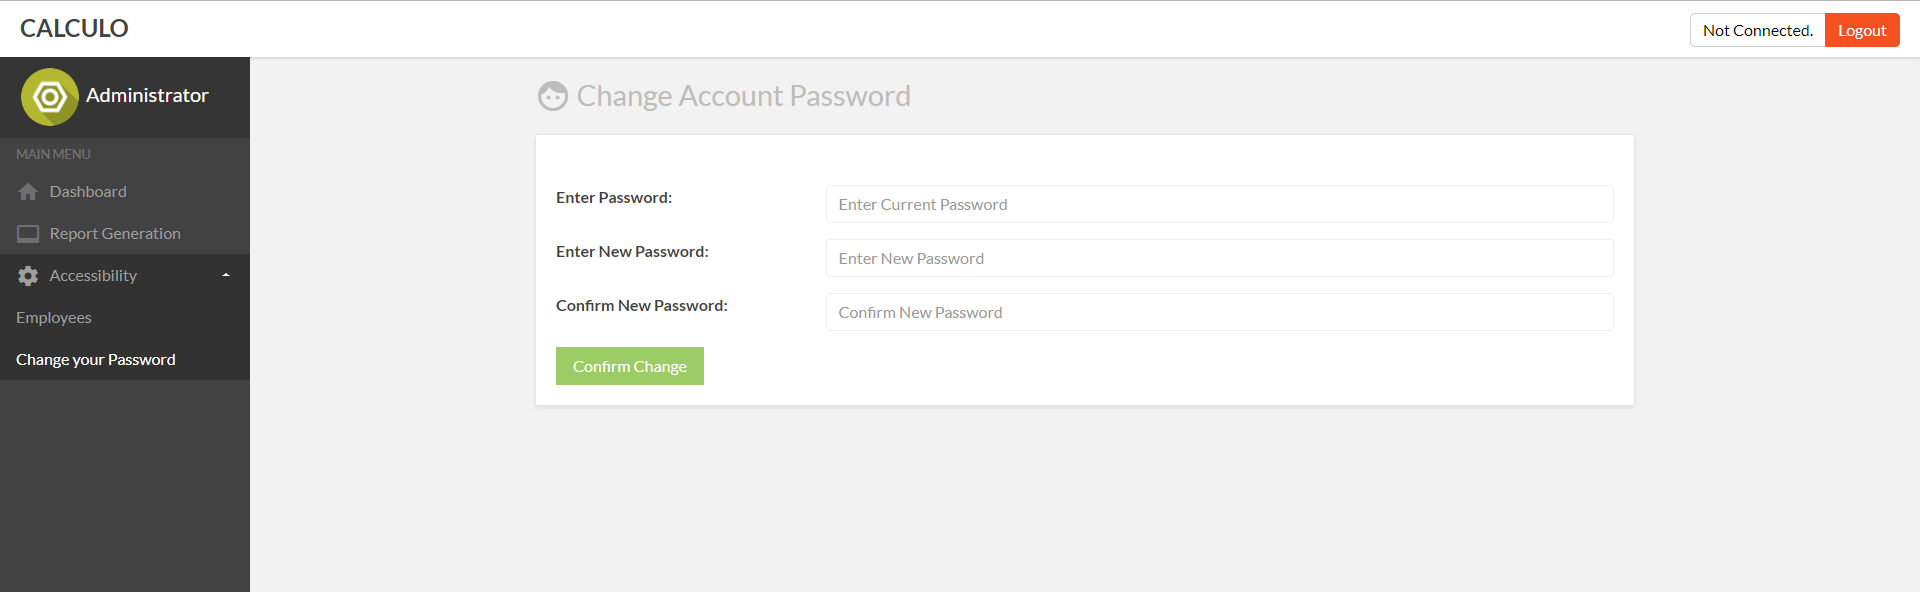 CALCULO
Not Connected.
Logout
Administrator
MAIN MENU
Dashboard
Report Generation
Accessibility
Employees
Change your Password
Change Account Password
Enter Password:
Enter Current Password
Enter New Password:
Enter New Password
Confirm New Password:
Confirm New Password
Confirm Change